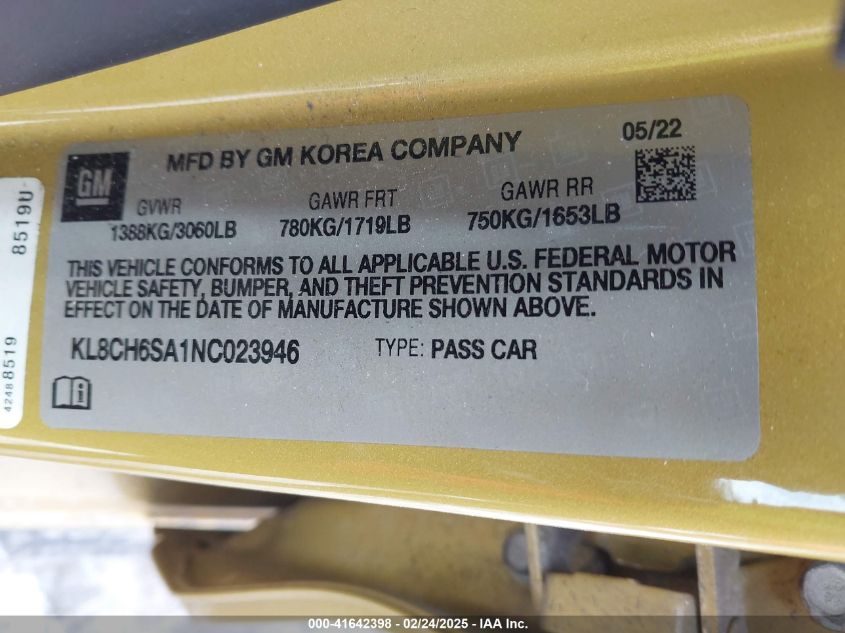 MFD BY GM KOREA COMPANY
05/22
GM
GVWR
GAWR FRT
GAWR RR
1388KG/3060LB
780KG/1719LB
750KG/1653LB
THIS VEHICLE CONFORMS TO ALL APPLICABLE U.S. FEDERAL MOTOR
VEHICLE SAFETY, BUMPER, AND THEFT PREVENTION STANDARDS IN
EFFECT ON THE DATE OF MANUFACTURE SHOWN ABOVE.
KL8CH6SA1NC023946
TYPE: PASS CAR
8519U
4248 8519
000-41642398 - 02/24/2025 - IAA Inc.